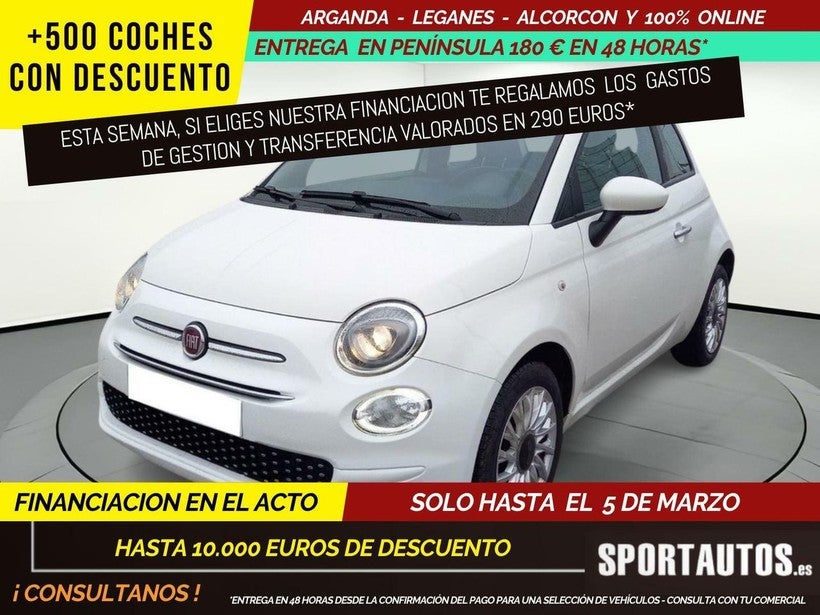 +500 COCHES
CON DESCUENTO
ARGANDA - LEGANES - ALCORCON Y 100% ONLINE
ENTREGA EN PENÍNSULA 180 € EN 48 HORAS*
ESTA SEMANA, SI ELIGES NUESTRA FINANCIACION TE REGALAMOS LOS GASTOS
DE GESTION Y TRANSFERENCIA VALORADOS EN 290 EUROS*
FIAT
FINANCIACION EN EL ACTO
SOLO HASTA EL 5 DE MARZO
HASTA 10.000 EUROS DE DESCUENTO
SPORTAUTOS.es
¡ CONSULTANOS !
*ENTREGA EN 48 HORAS DESDE LA CONFIRMACIÓN DEL PAGO PARA UNA SELECCIÓN DE VEHÍCULOS - CONSULTA CON TU COMERCIAL